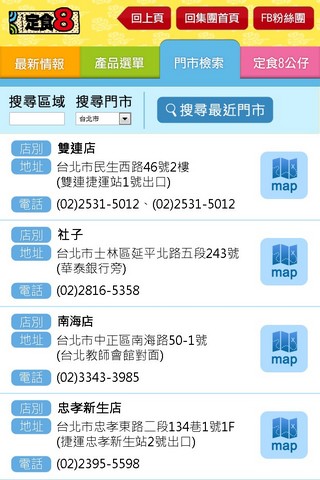 定食8
回上頁
回集團首頁
FB粉絲團
最新情報
產品選單
門市檢索
定食8公仔
搜尋區域
搜尋門市
台北市
搜尋最近門市
店別 雙連店
地址 台北市民生西路46號2樓
(雙連捷運站1號出口)
電話 (02)2531-5012、(02)2531-5012
map
店別 社子
地址 台北市士林區延平北路五段243號
(華泰銀行旁)
電話 (02)2816-5358
map
店別 南海店
地址 台北市中正區南海路50-1號
(台北教師會館對面)
電話 (02)3343-3985
map
店別 忠孝新生店
地址 台北市忠孝東路二段134巷1號1F
(捷運忠孝新生站2號出口)
電話 (02)2395-5598
map